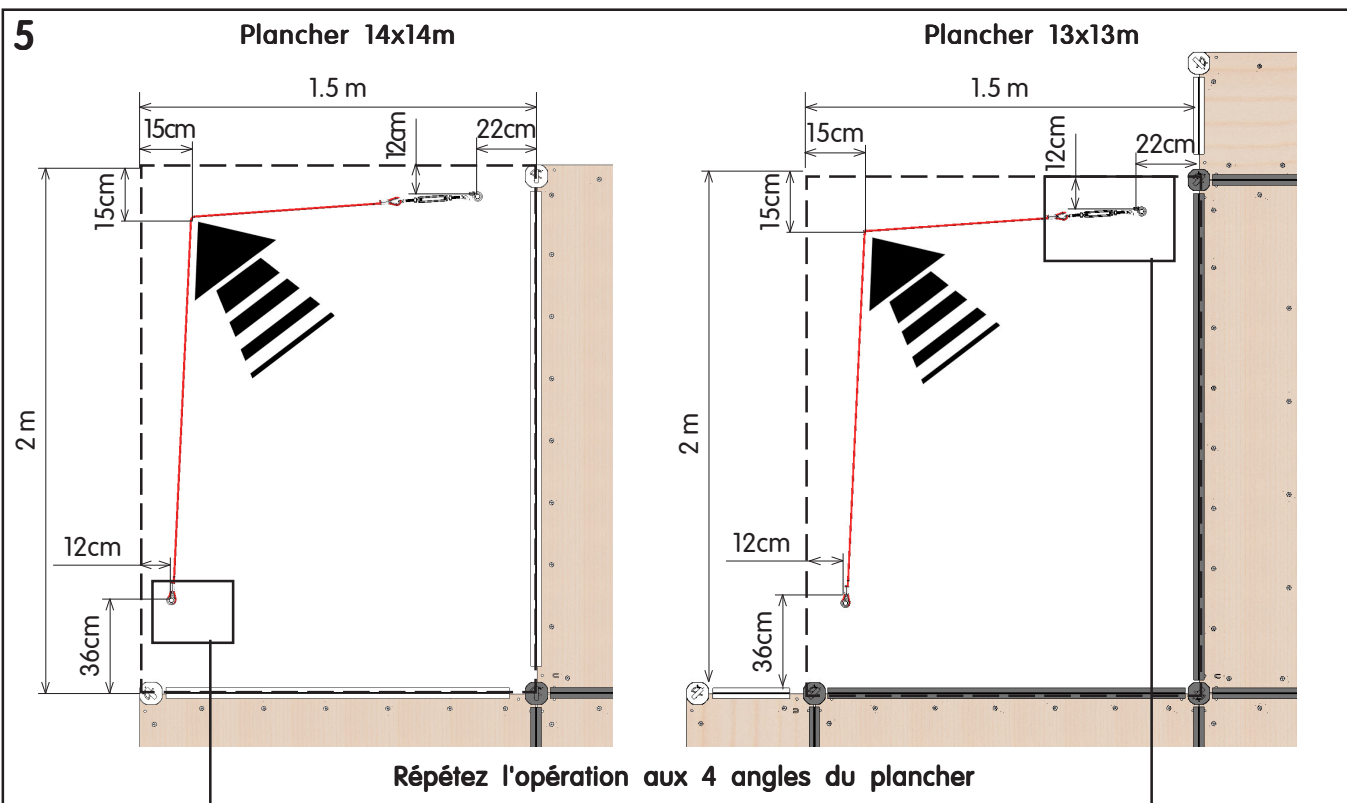 5
Plancher 14x14m
Plancher 13x13m
1.5 m
1.5 m
15cm
12cm
22cm
15cm
12cm
22cm
15cm
15cm
2 m
2 m
12cm
36cm
12cm
36cm
Répétez l'opération aux 4 angles du plancher